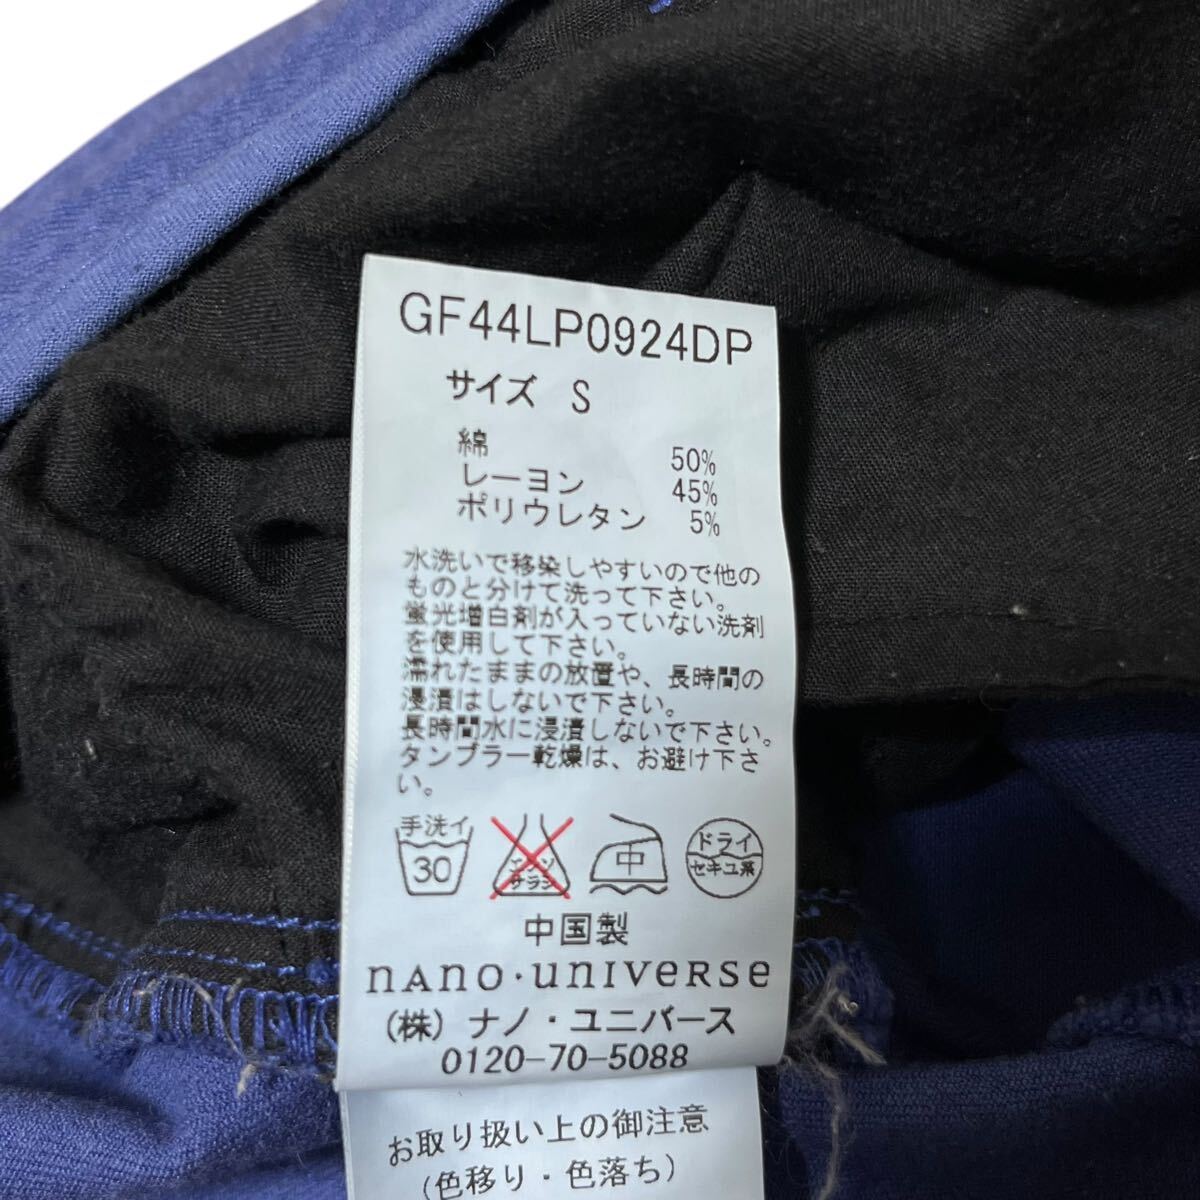 GF44LP0924DP
サイズ S
綿 50%
レーヨン 45%
ポリウレタン 5%
水洗いで移染しやすいので他の
ものと分けて洗って下さい。
蛍光増白剤が入っていない洗剤
を使用して下さい。
濡れたままの放置や、長時間の
浸漬はしないで下さい。
長時間水に浸漬しないで下さい。
タンブラー乾燥は、お避け下さ
い。
手洗イ
30
エンソ
サラシ
中
ドライ
セキユ系
中国製
nano・universe
(株) ナノ・ユニバース
0120-70-5088
お取り扱い上の御注意
(色移り・色落ち)